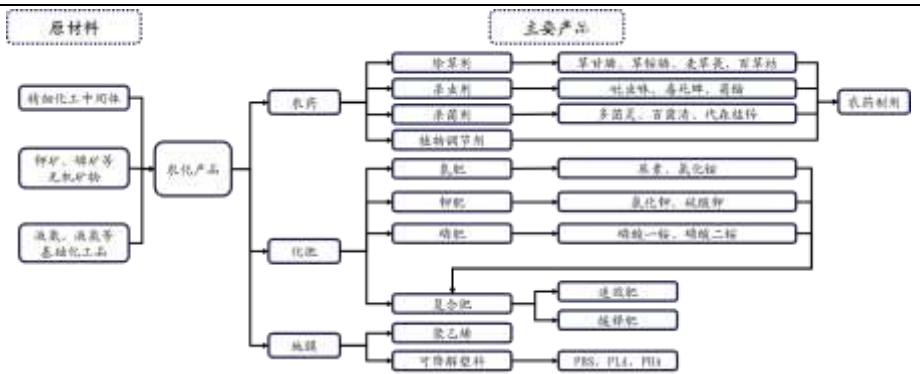 原材料
主要产品
除草剂
草甘膦、草铵膦、麦草畏、百草枯
精细化工中间体
农药
杀虫剂
吡虫啉、毒死蜱、菊酯
农药制剂
杀菌剂
多菌灵、百菌清、代森锰锌
植物调节剂
钾矿、磷矿等
无机矿物
农化产品
氮肥
尿素、氯化铵
钾肥
氯化钾、硫酸钾
液氨、液氯等
基础化工品
化肥
磷肥
磷酸一铵、磷酸二铵
复合肥
速效肥
缓释肥
地膜
聚乙烯
可降解塑料
PBS、PLA、PHA